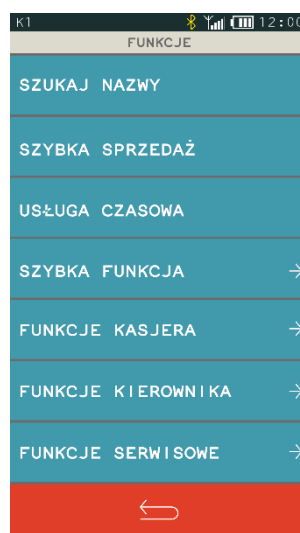 K1 12:00
FUNKCJE
SZUKAJ NAZWY
SZYBKA SPRZEDAŻ
USŁUGA CZASOWA
SZYBKA FUNKCJA
FUNKCJE KASJERA
FUNKCJE KIEROWNIKA
FUNKCJE SERWISOWE